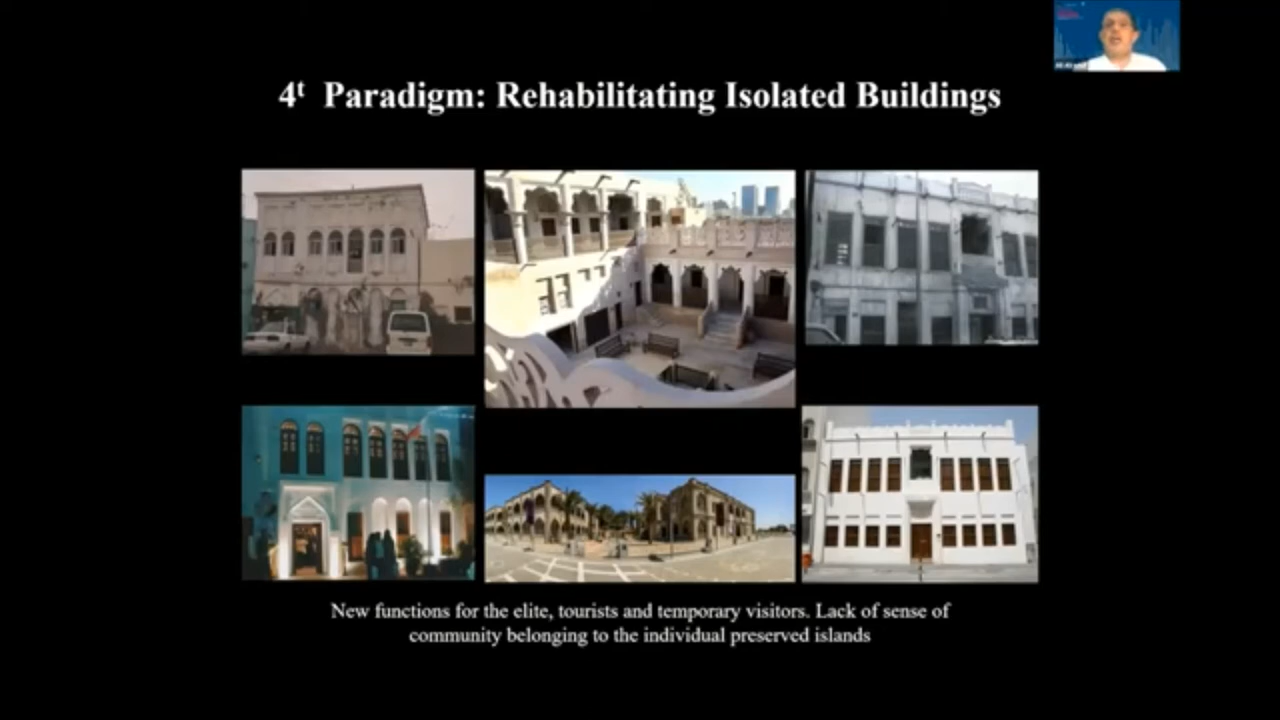 4t Paradigm: Rehabilitating Isolated Buildings
New functions for the elite, tourists and temporary visitors. Lack of sense of
community belonging to the individual preserved islands